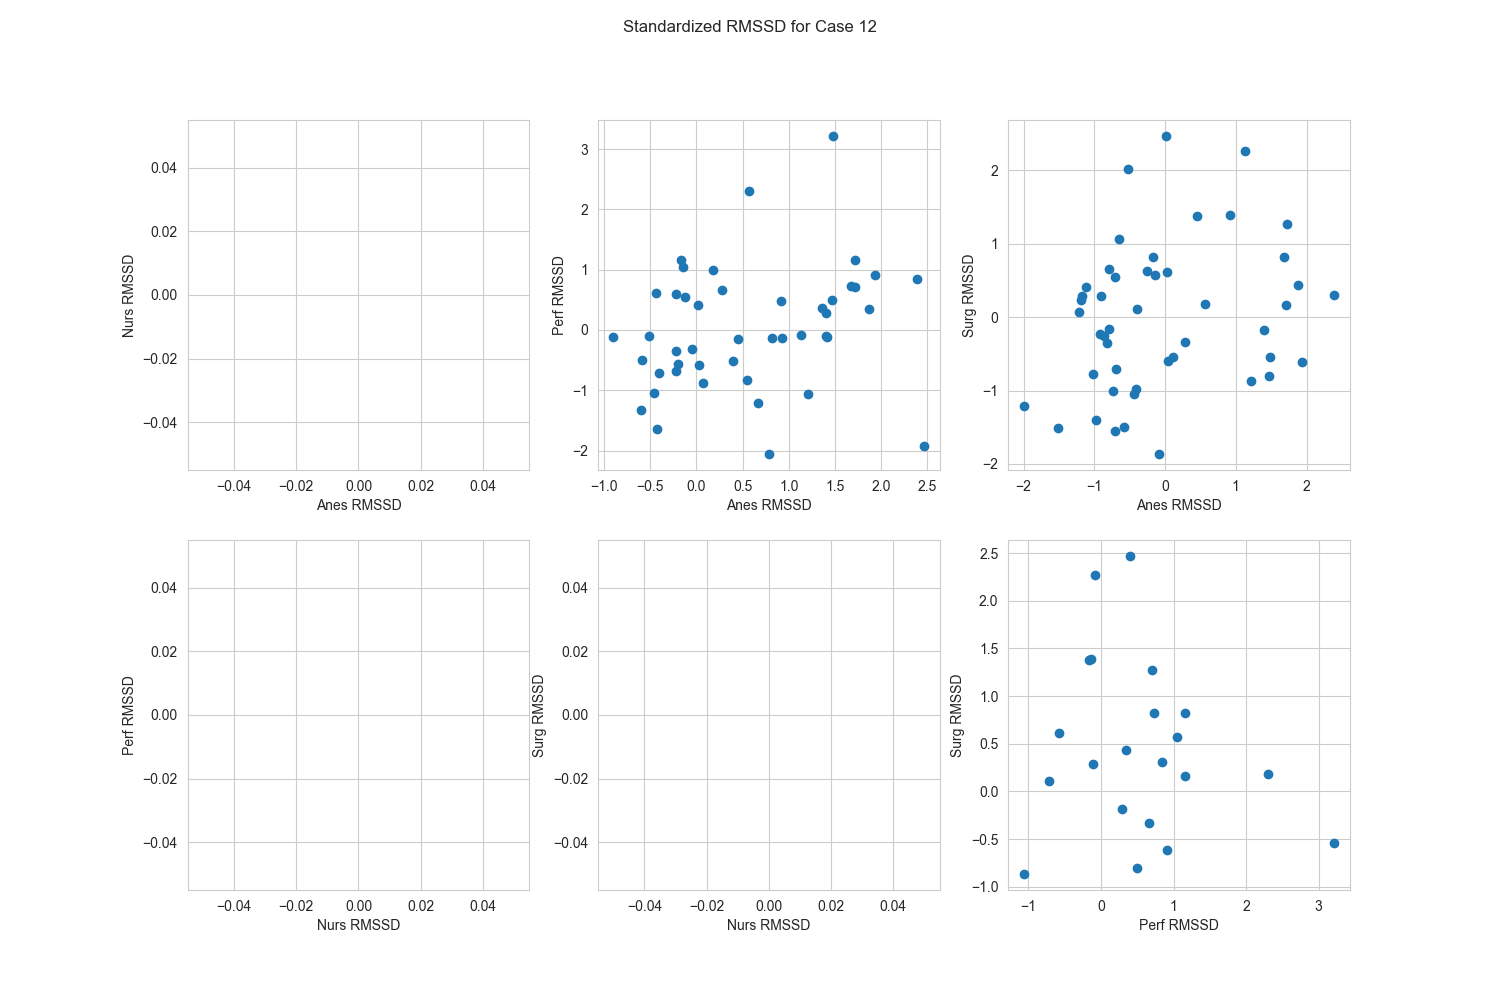 Standardized RMSSD for Case 12
Nurs RMSSD
0.04
0.02
0.00
−0.02
−0.04
−0.04 −0.02 0.00 0.02 0.04
Anes RMSSD
Perf RMSSD
3
2
1
0
−1
−2
−1.0 −0.5 0.0 0.5 1.0 1.5 2.0 2.5
Anes RMSSD
Surg RMSSD
2
1
0
−1
−2
−2 −1 0 1 2
Anes RMSSD
Perf RMSSD
0.04
0.02
0.00
−0.02
−0.04
−0.04 −0.02 0.00 0.02 0.04
Nurs RMSSD
Surg RMSSD
0.04
0.02
0.00
−0.02
−0.04
−0.04 −0.02 0.00 0.02 0.04
Nurs RMSSD
Surg RMSSD
2.5
2.0
1.5
1.0
0.5
0.0
−0.5
−1.0
−1 0 1 2 3
Perf RMSSD